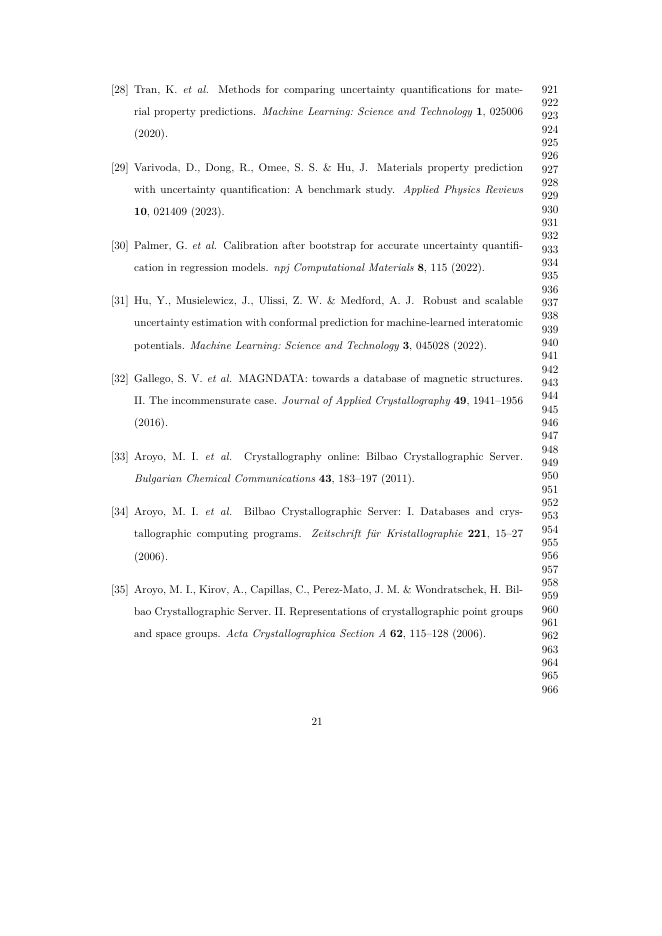 [28] Tran, K. et al. Methods for comparing uncertainty quantifications for mate-
rial property predictions. Machine Learning: Science and Technology 1, 025006
(2020).
[29] Varivoda, D., Dong, R., Omee, S. S. & Hu, J. Materials property prediction
with uncertainty quantification: A benchmark study. Applied Physics Reviews
10, 021409 (2023).
[30] Palmer, G. et al. Calibration after bootstrap for accurate uncertainty quantifi-
cation in regression models. npj Computational Materials 8, 115 (2022).
[31] Hu, Y., Musielewicz, J., Ulissi, Z. W. & Medford, A. J. Robust and scalable
uncertainty estimation with conformal prediction for machine-learned interatomic
potentials. Machine Learning: Science and Technology 3, 045028 (2022).
[32] Gallego, S. V. et al. MAGNDATA: towards a database of magnetic structures.
II. The incommensurate case. Journal of Applied Crystallography 49, 1941–1956
(2016).
[33] Aroyo, M. I. et al. Crystallography online: Bilbao Crystallographic Server.
Bulgarian Chemical Communications 43, 183–197 (2011).
[34] Aroyo, M. I. et al. Bilbao Crystallographic Server: I. Databases and crys-
tallographic computing programs. Zeitschrift für Kristallographie 221, 15–27
(2006).
[35] Aroyo, M. I., Kirov, A., Capillas, C., Perez-Mato, J. M. & Wondratschek, H. Bil-
bao Crystallographic Server. II. Representations of crystallographic point groups
and space groups. Acta Crystallographica Section A 62, 115–128 (2006).
921
922
923
924
925
926
927
928
929
930
931
932
933
934
935
936
937
938
939
940
941
942
943
944
945
946
947
948
949
950
951
952
953
954
955
956
957
958
959
960
961
962
963
964
965
966
21